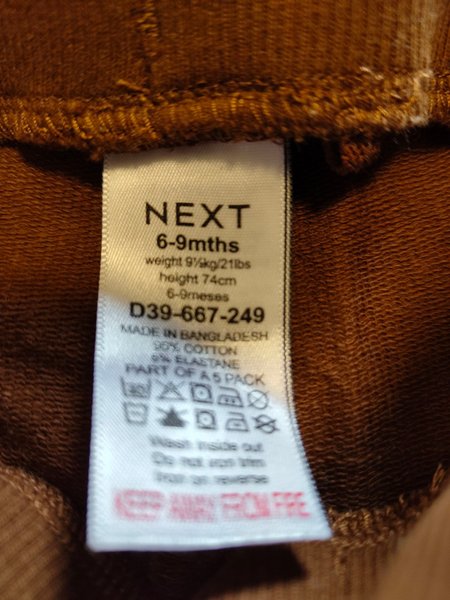 NEXT
6-9mths
weight 9½kg/21lbs
height 74cm
6-9meses
D39-667-249
MADE IN BANGLADESH
95% COTTON
5% ELASTANE
PART OF A 5 PACK
40
Wash inside out
Do not iron trim
Iron on reverse
KEEP AWAY FROM FIRE